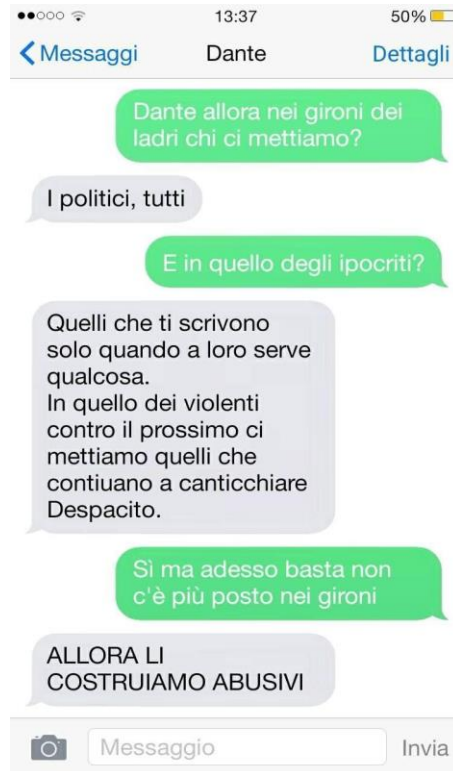 13:37
50%
Messaggi
Dante
Dettagli
Dante allora nei gironi dei
ladri chi ci mettiamo?
I politici, tutti
E in quello degli ipocriti?
Quelli che ti scrivono
solo quando a loro serve
qualcosa.
In quello dei violenti
contro il prossimo ci
mettiamo quelli che
contiuano a canticchiare
Despacito.
Sì ma adesso basta non
c'è più posto nei gironi
ALLORA LI
COSTRUIAMO ABUSIVI
Messaggio
Invia